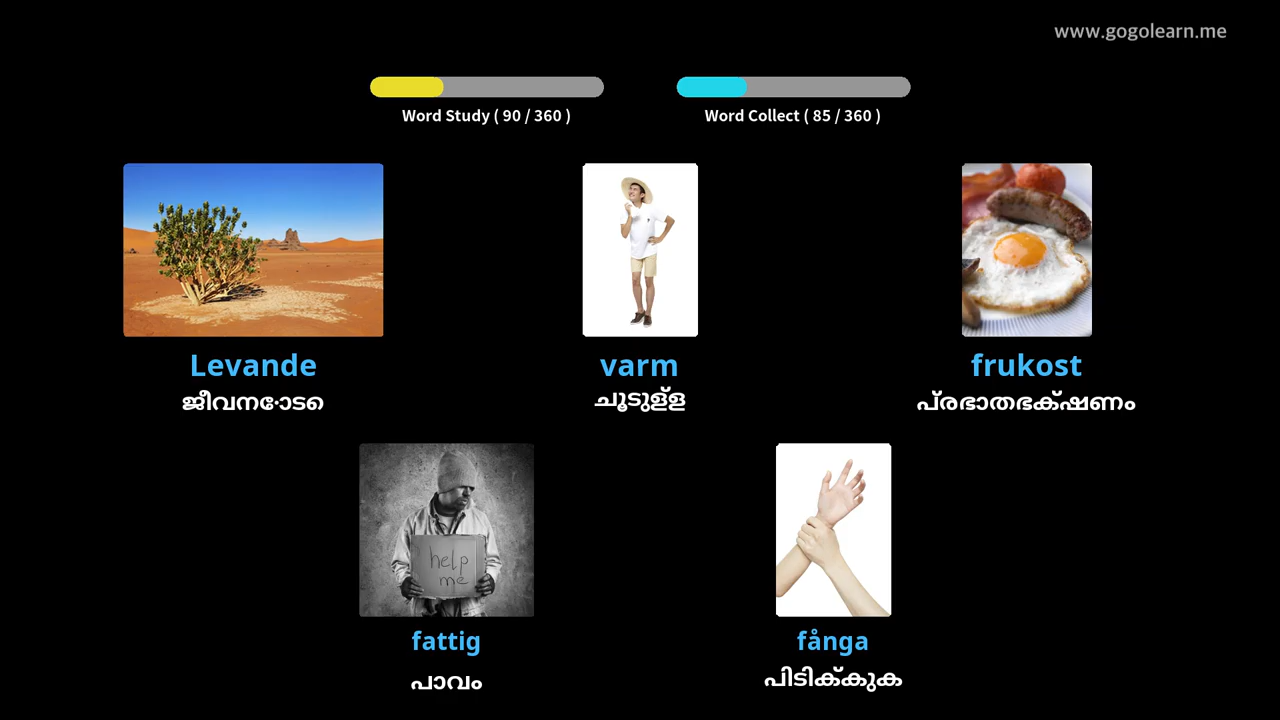 www.gogolearn.me
Word Study ( 90 / 360 )
Word Collect ( 85 / 360 )
Levande
varm
frukost
ജീവനോടെ
ചൂടുള്ള
പ്രഭാതഭക്ഷണം
help
me
fattig
fånga
പാവം
പിടിക്കുക